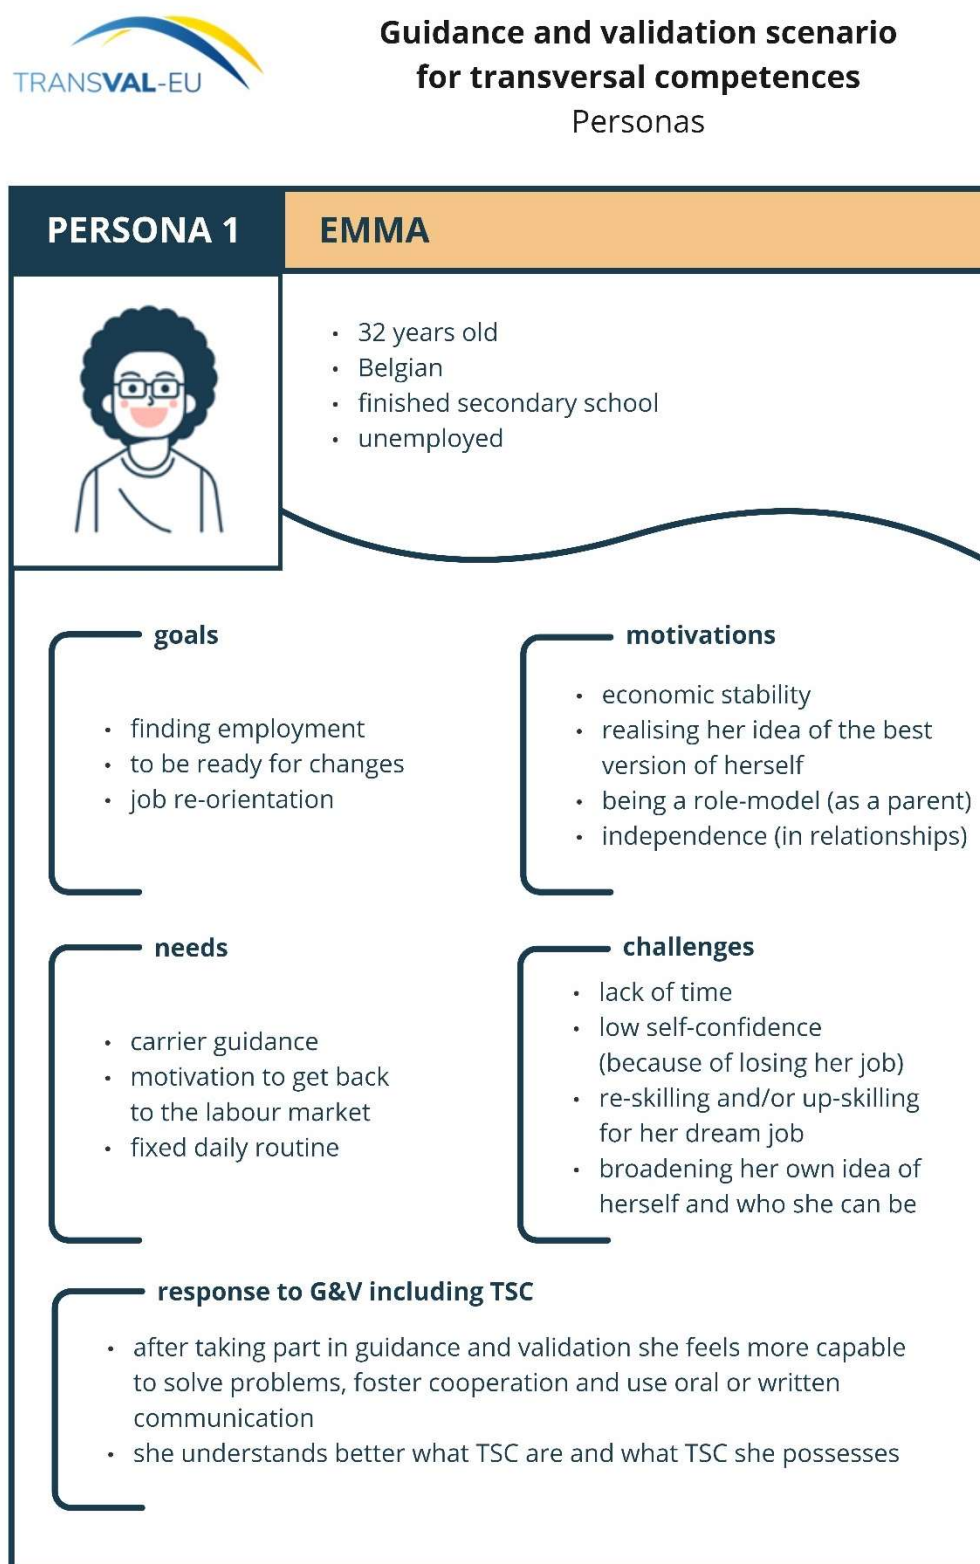 TRANSVAL-EU
Guidance and validation scenario
for transversal competences
Personas
PERSONA 1
EMMA
• 32 years old
• Belgian
• finished secondary school
• unemployed
goals
• finding employment
• to be ready for changes
• job re-orientation
motivations
• economic stability
• realising her idea of the best
version of herself
• being a role-model (as a parent)
• independence (in relationships)
needs
• carrier guidance
• motivation to get back
to the labour market
• fixed daily routine
challenges
• lack of time
• low self-confidence
(because of losing her job)
• re-skilling and/or up-skilling
for her dream job
• broadening her own idea of
herself and who she can be
response to G&V including TSC
• after taking part in guidance and validation she feels more capable
to solve problems, foster cooperation and use oral or written
communication
• she understands better what TSC are and what TSC she possesses